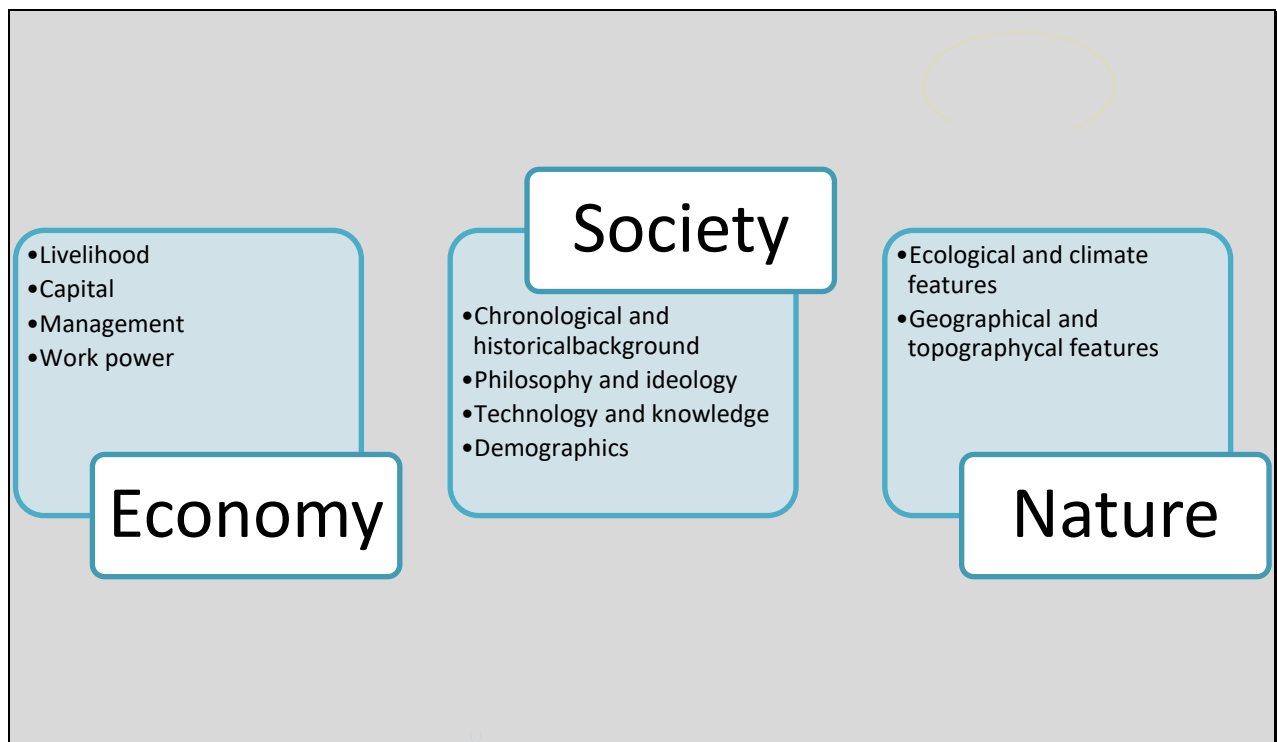 •Livelihood
•Capital
•Management
•Work power
Economy
Society
•Chronological and
historicalbackground
•Philosophy and ideology
•Technology and knowledge
•Demographics
•Ecological and climate
features
•Geographical and
topographycal features
Nature